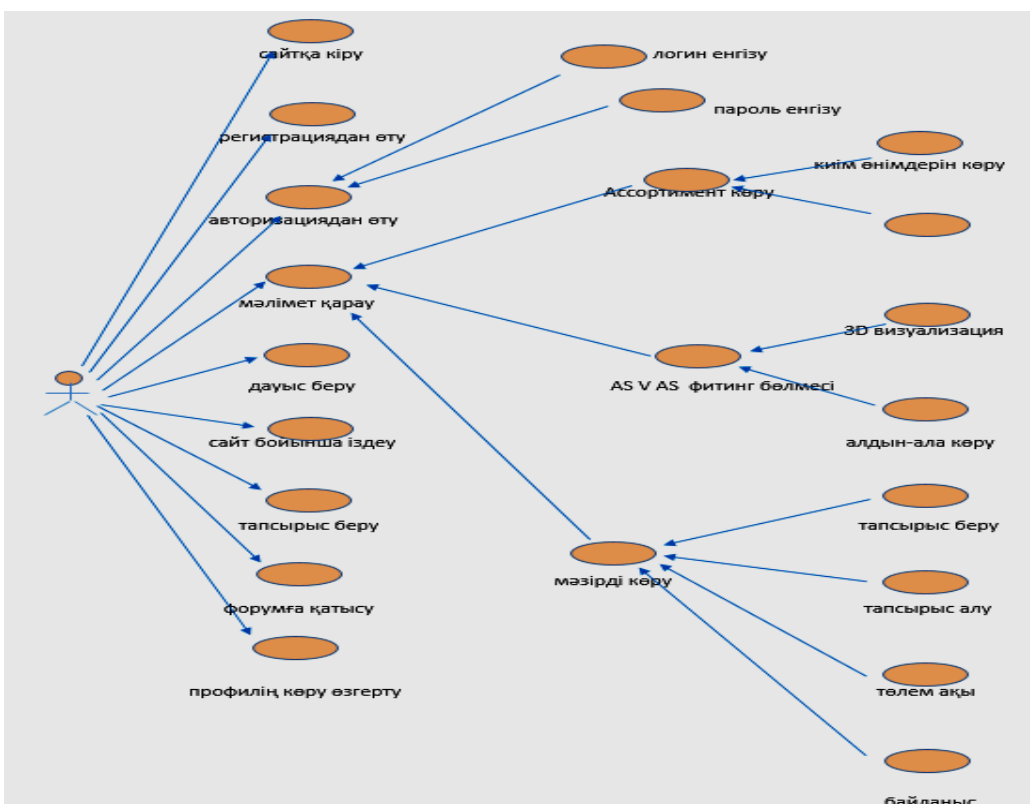 сайтқа кіру
логин енгізу
пароль енгізу
регистрациядан өту
киім өнімдерін көру
Ассортимент көру
авторизациядан өту
мәлімет қарау
3D визуализация
дауыс беру
AS V AS фитинг бөлмесі
сайт бойынша іздеу
алдын-ала көру
тапсырыс беру
тапсырыс беру
мәзірді көру
форумға қатысу
тапсырыс алу
профилің көру өзгерту
төлем ақы
байланыс